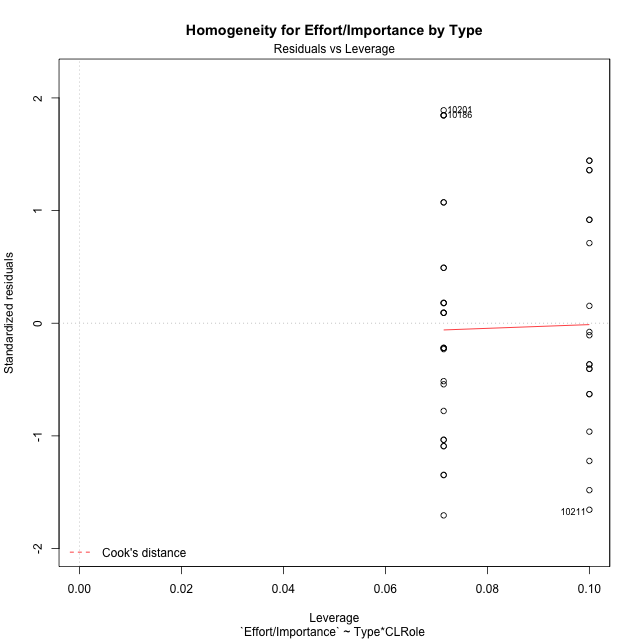 Homogeneity for Effort/Importance by Type
Residuals vs Leverage
Standardized residuals
2
1
0
-1
-2
10201
10186
10211
Cook's distance
0.00 0.02 0.04 0.06 0.08 0.10
Leverage
`Effort/Importance` ~ Type*CLRole